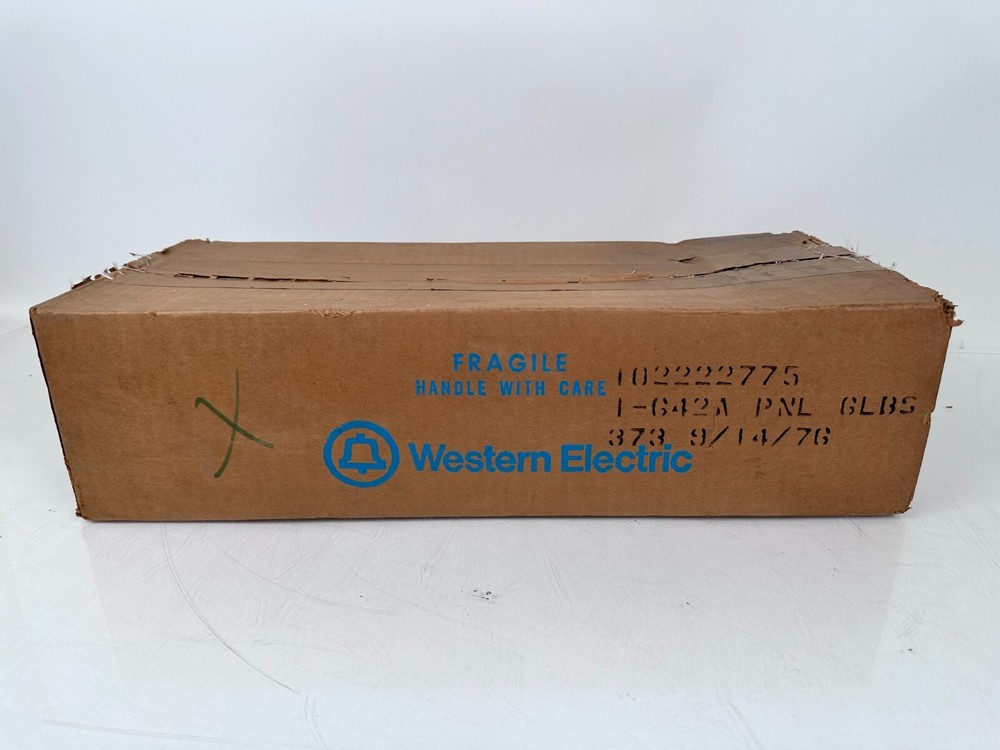 FRAGILE
HANDLE WITH CARE
102222775
1-642A PNL 6LBS
373 9/14/76
Western Electric